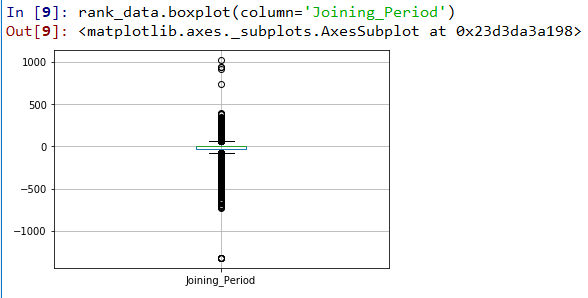 In [9]: rank_data.boxplot(column='Joining_Period')
Out[9]: <matplotlib.axes._subplots.AxesSubplot at 0x23d3da3a198>
1000
500
0
−500
−1000
Joining_Period